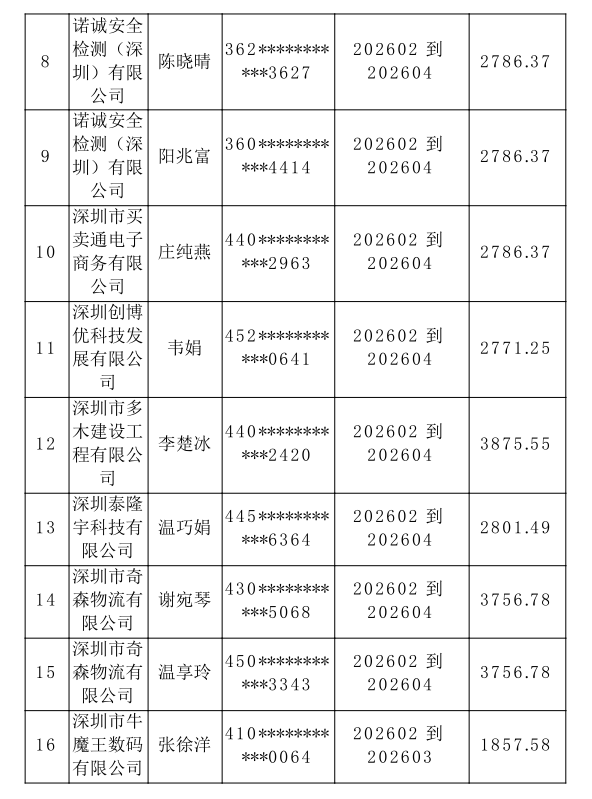 8
诺诚安全
检测（深
圳）有限
公司
陈晓晴
362*********
***3627
202602 到
202604
2786.37
9
诺诚安全
检测（深
圳）有限
公司
阳兆富
360*********
***4414
202602 到
202604
2786.37
10
深圳市买
卖通电子
商务有限
公司
庄纯燕
440*********
***2963
202602 到
202604
2786.37
11
深圳创博
优科技发
展有限公
司
韦娟
452*********
***0641
202602 到
202604
2771.25
12
深圳市多
木建设工
程有限公
司
李楚冰
440*********
***2420
202602 到
202604
3875.55
13
深圳泰隆
宇科技有
限公司
温巧娟
445*********
***6364
202602 到
202604
2801.49
14
深圳市奇
森物流有
限公司
谢宛琴
430*********
***5068
202602 到
202604
3756.78
15
深圳市奇
森物流有
限公司
温享玲
450*********
***3343
202602 到
202604
3756.78
16
深圳市牛
魔王数码
有限公司
张徐洋
410*********
***0064
202602 到
202603
1857.58